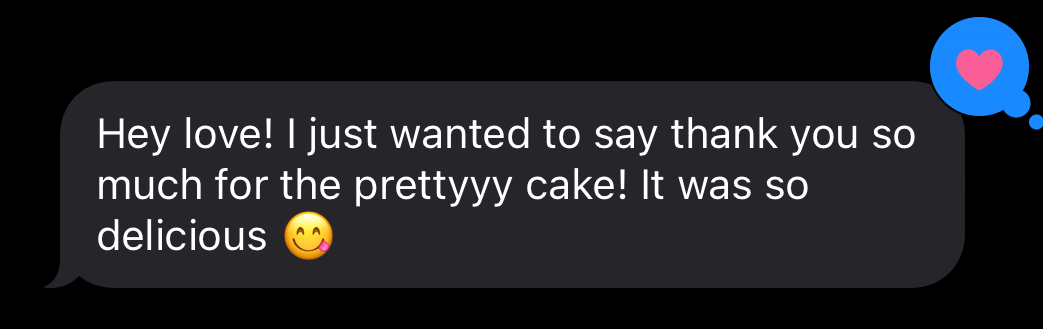 Hey love! I just wanted to say thank you so
much for the prettyyy cake! It was so
delicious 😋